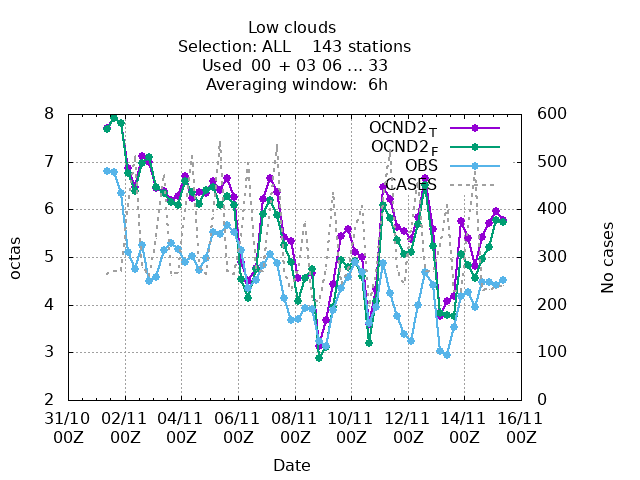 Low clouds
Selection: ALL 143 stations
Used 00 + 03 06 ... 33
Averaging window: 6h
8 600
OCND2 T
7 OCND2 F 500
OBS
CASES
6 400
5 300
4 200
3 100
2 0
octas
No cases
31/10 02/11 04/11 06/11 08/11 10/11 12/11 14/11 16/11
00Z 00Z 00Z 00Z 00Z 00Z 00Z 00Z 00Z
Date